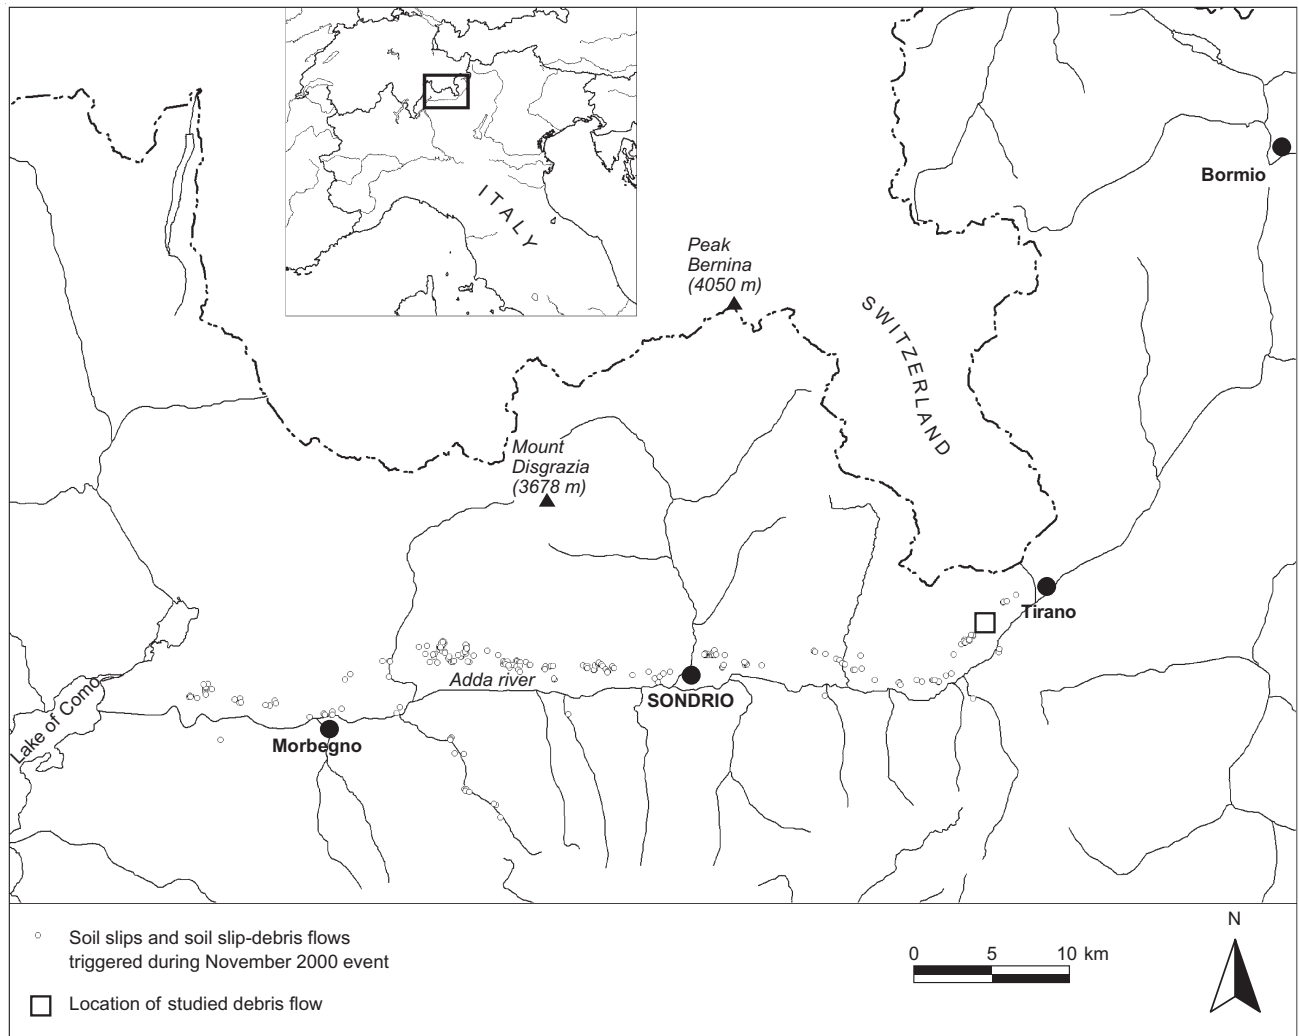 ITALY
Bormio
Peak
Bernina
(4050 m)
SWITZERLAND
Mount
Disgrazia
(3678 m)
Tirano
Adda river
SONDRIO
Lake of Como
Morbegno
Soil slips and soil slip-debris flows
triggered during November 2000 event
Location of studied debris flow
0 5 10 km
N